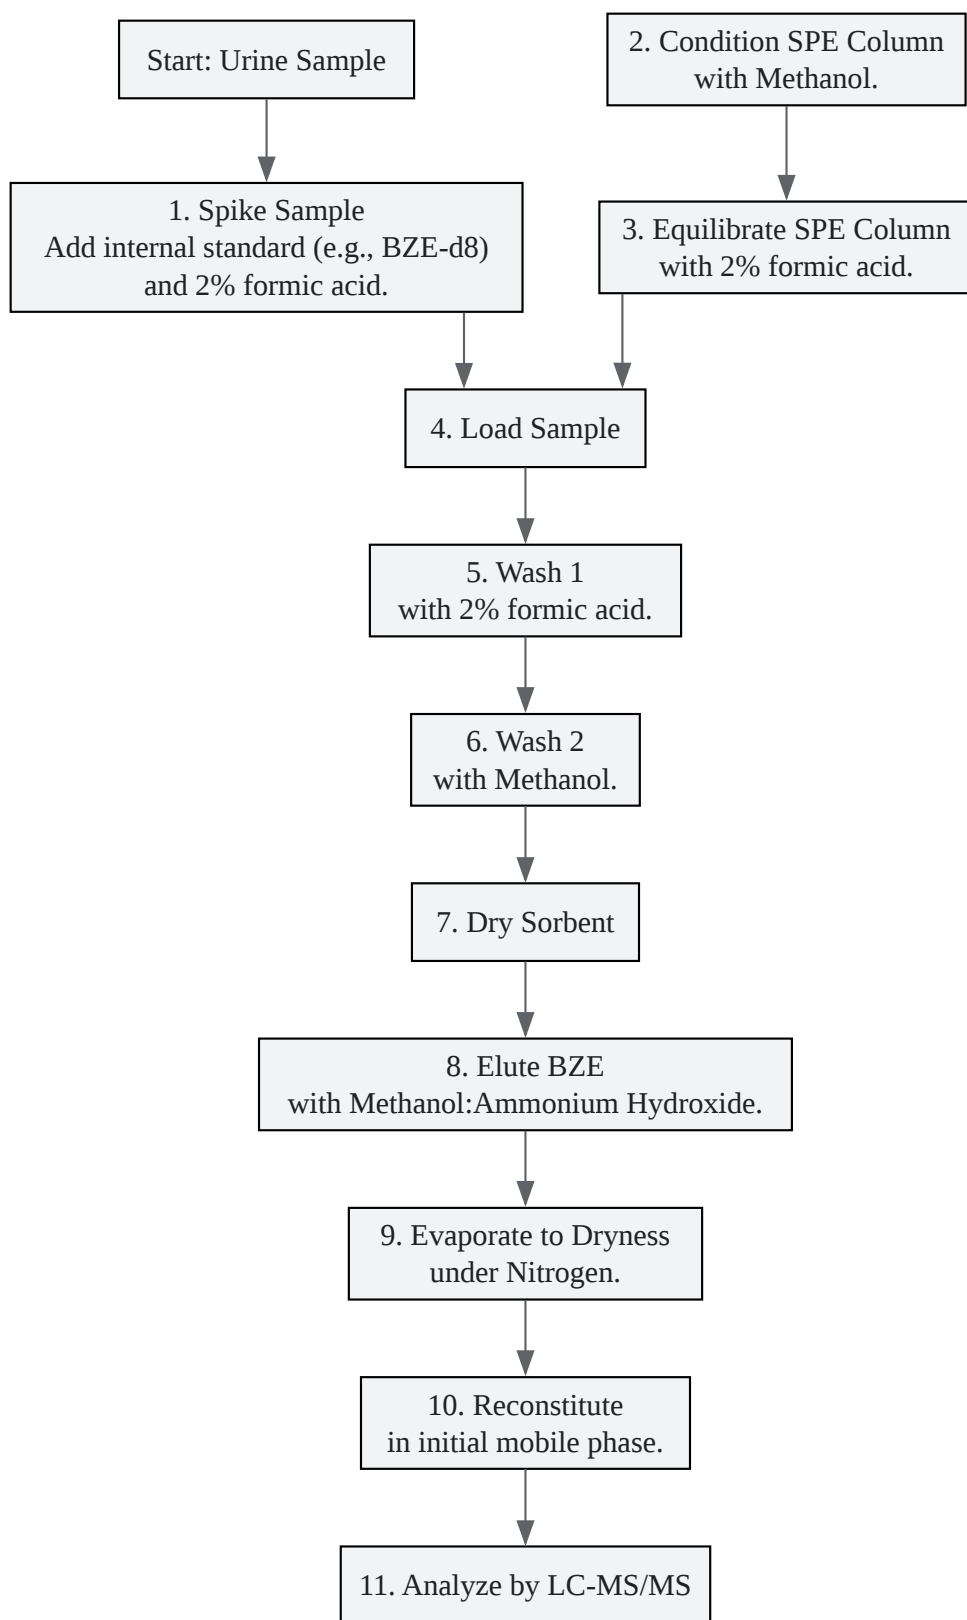 Start: Urine Sample
2. Condition SPE Column
with Methanol.
1. Spike Sample
Add internal standard (e.g., BZE-d8)
and 2% formic acid.
3. Equilibrate SPE Column
with 2% formic acid.
4. Load Sample
5. Wash 1
with 2% formic acid.
6. Wash 2
with Methanol.
7. Dry Sorbent
8. Elute BZE
with Methanol:Ammonium Hydroxide.
9. Evaporate to Dryness
under Nitrogen.
10. Reconstitute
in initial mobile phase.
11. Analyze by LC-MS/MS